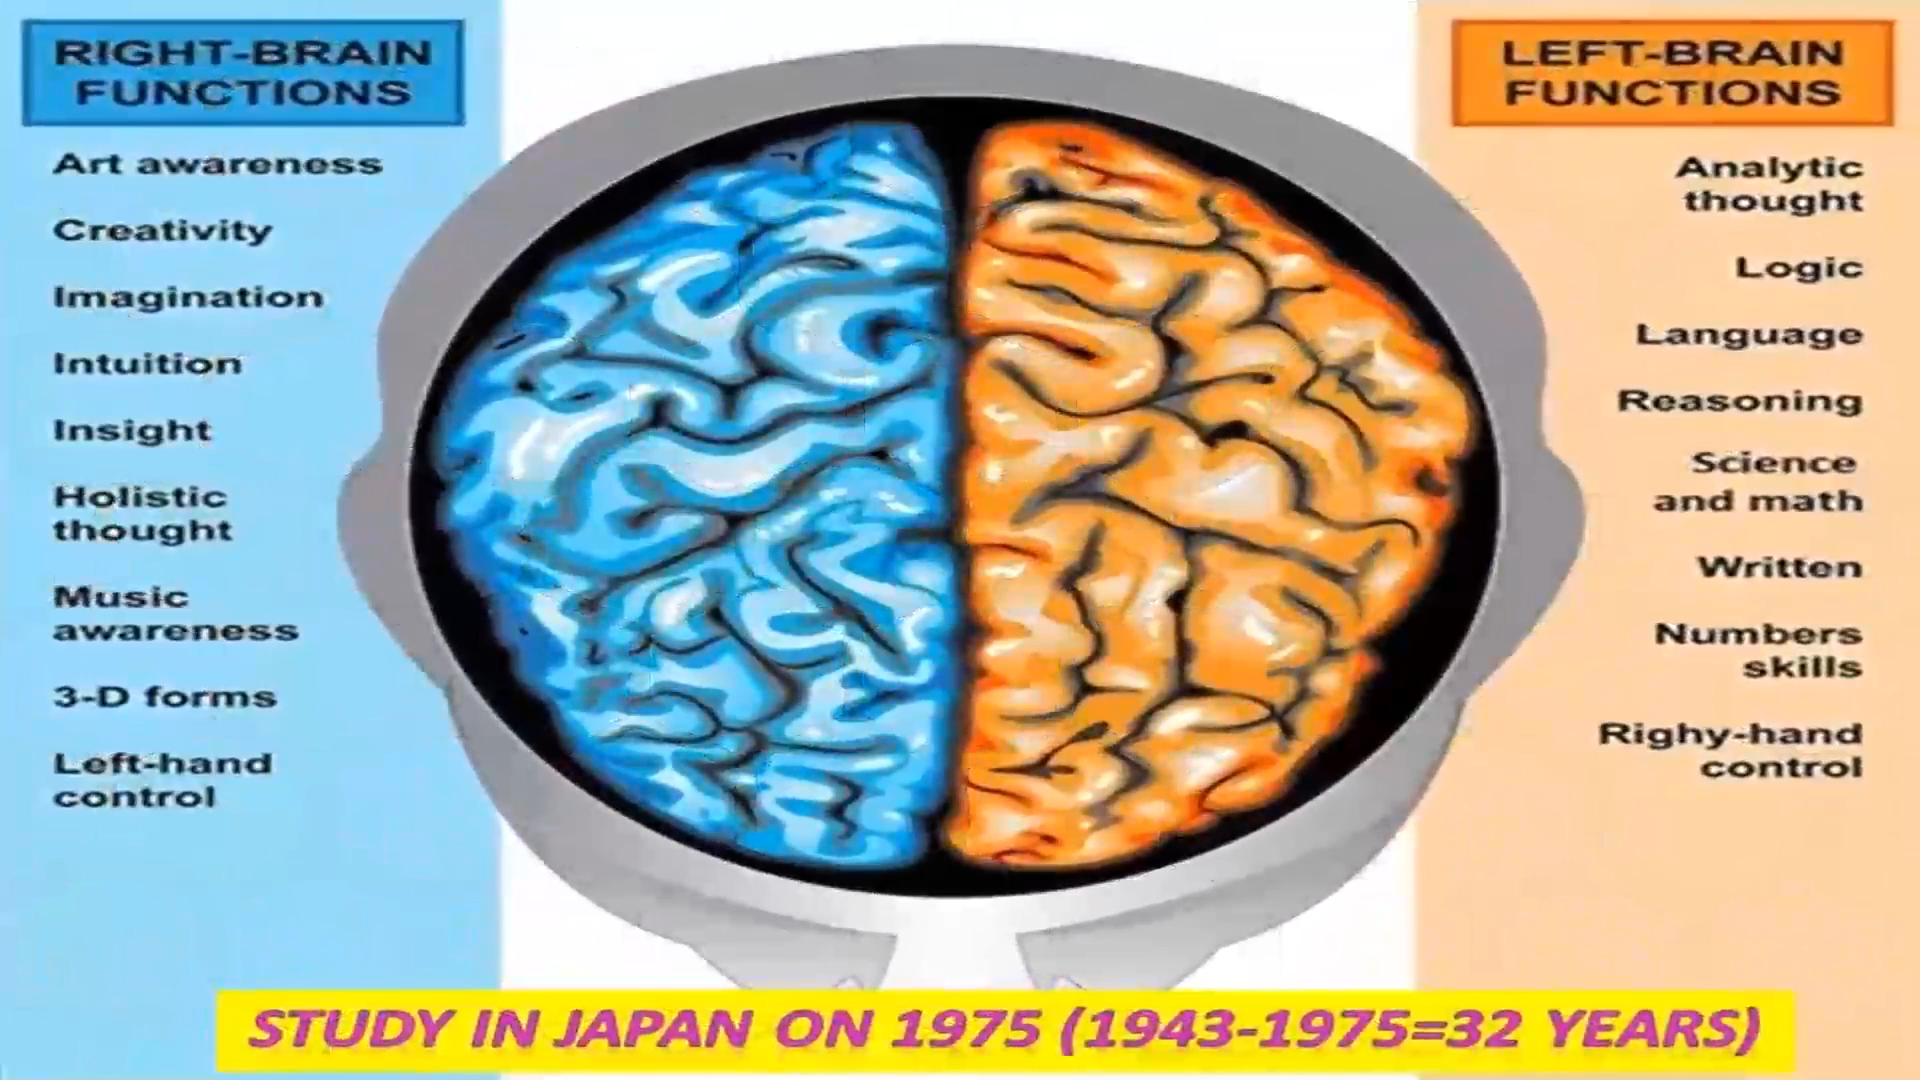 RIGHT-BRAIN
FUNCTIONS
Art awareness
Creativity
Imagination
Intuition
Insight
Holistic
thought
Music
awareness
3-D forms
Left-hand
control
LEFT-BRAIN
FUNCTIONS
Analytic
thought
Logic
Language
Reasoning
Science
and math
Written
Numbers
skills
Righy-hand
control
STUDY IN JAPAN ON 1975 (1943-1975=32 YEARS)